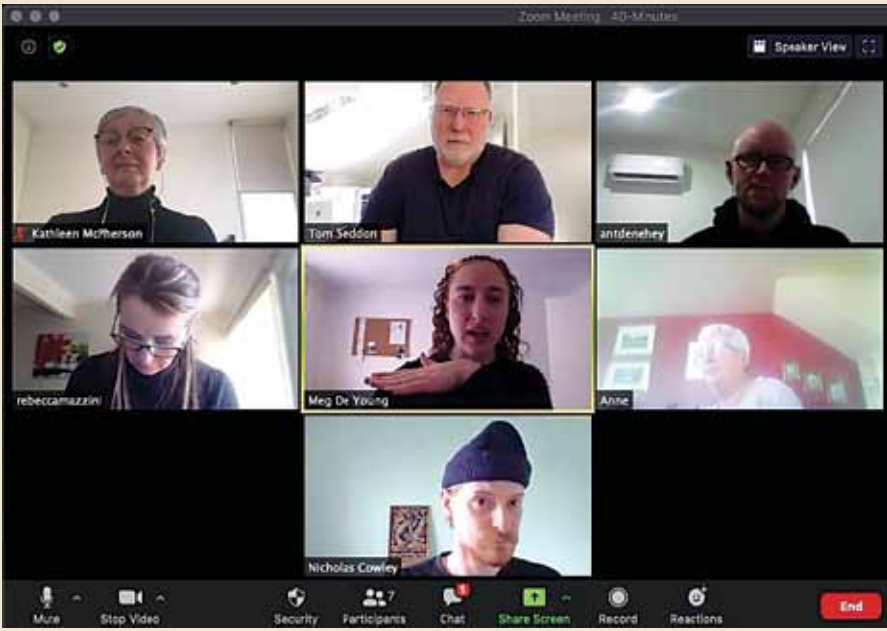 Zoom Meeting 40-Minutes
Speaker View
Kathleen McPherson
Tom Seddon
antdenehey
rebeccamazzini
Meg De Young
Anne
Nicholas Cowley
7
1
Mute
Stop Video
Security
Participants
Chat
Share Screen
Record
Reactions
End